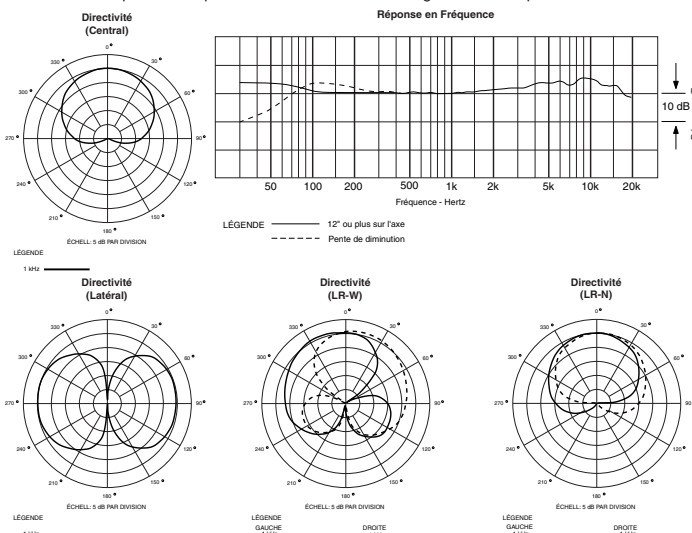 Directivité
(Central)
0°
30°
60°
90°
120°
150°
180°
210°
240°
270°
300°
330°
ÉCHELL: 5 dB PAR DIVISION
LÉGENDE
1 kHz
Réponse en Fréquence
10 dB
50 100 200 500 1k 2k 5k 10k 20k
Fréquence - Hertz
LÉGENDE
12" ou plus sur l'axe
Pente de diminution
Directivité
(Latéral)
0°
30°
60°
90°
120°
150°
180°
210°
240°
270°
300°
330°
ÉCHELL: 5 dB PAR DIVISION
LÉGENDE
Directivité
(LR-W)
0°
30°
60°
90°
120°
150°
180°
210°
240°
270°
300°
330°
ÉCHELL: 5 dB PAR DIVISION
LÉGENDE
GAUCHE DROITE
Directivité
(LR-N)
0°
30°
60°
90°
120°
150°
180°
210°
240°
270°
300°
330°
ÉCHELL: 5 dB PAR DIVISION
LÉGENDE
GAUCHE DROITE